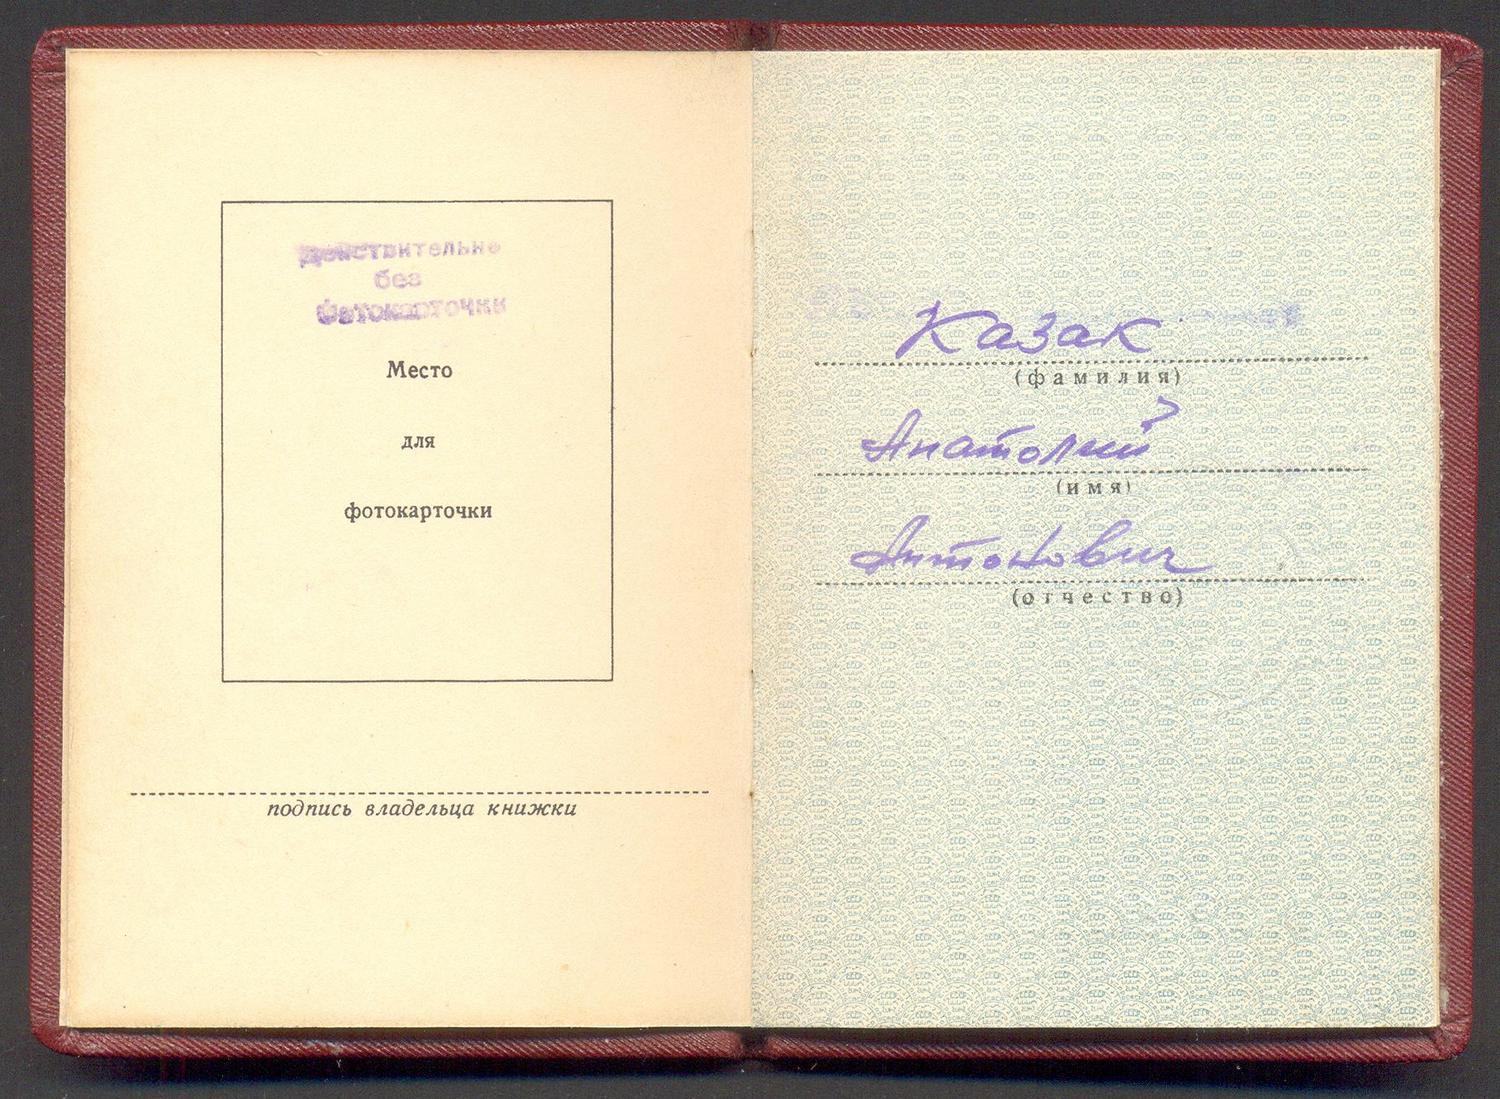 Действительно
без
фотокарточки
Место
для
фотокарточки
подпись владельца книжки
Казак
(фамилия)
Анатолий
(имя)
Антонович
(отчество)